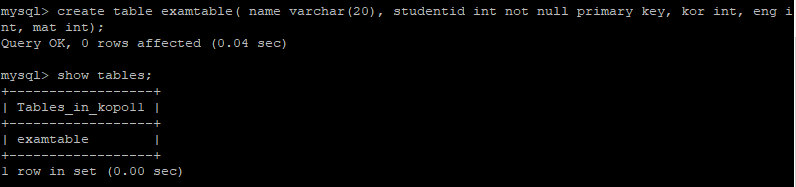 mysql> create table examtable( name varchar(20), studentid int not null primary key, kor int, eng i
nt, mat int);
Query OK, 0 rows affected (0.04 sec)
mysql> show tables;
+------------------+
| Tables_in_kopoll |
+------------------+
| examtable        |
+------------------+
1 row in set (0.00 sec)